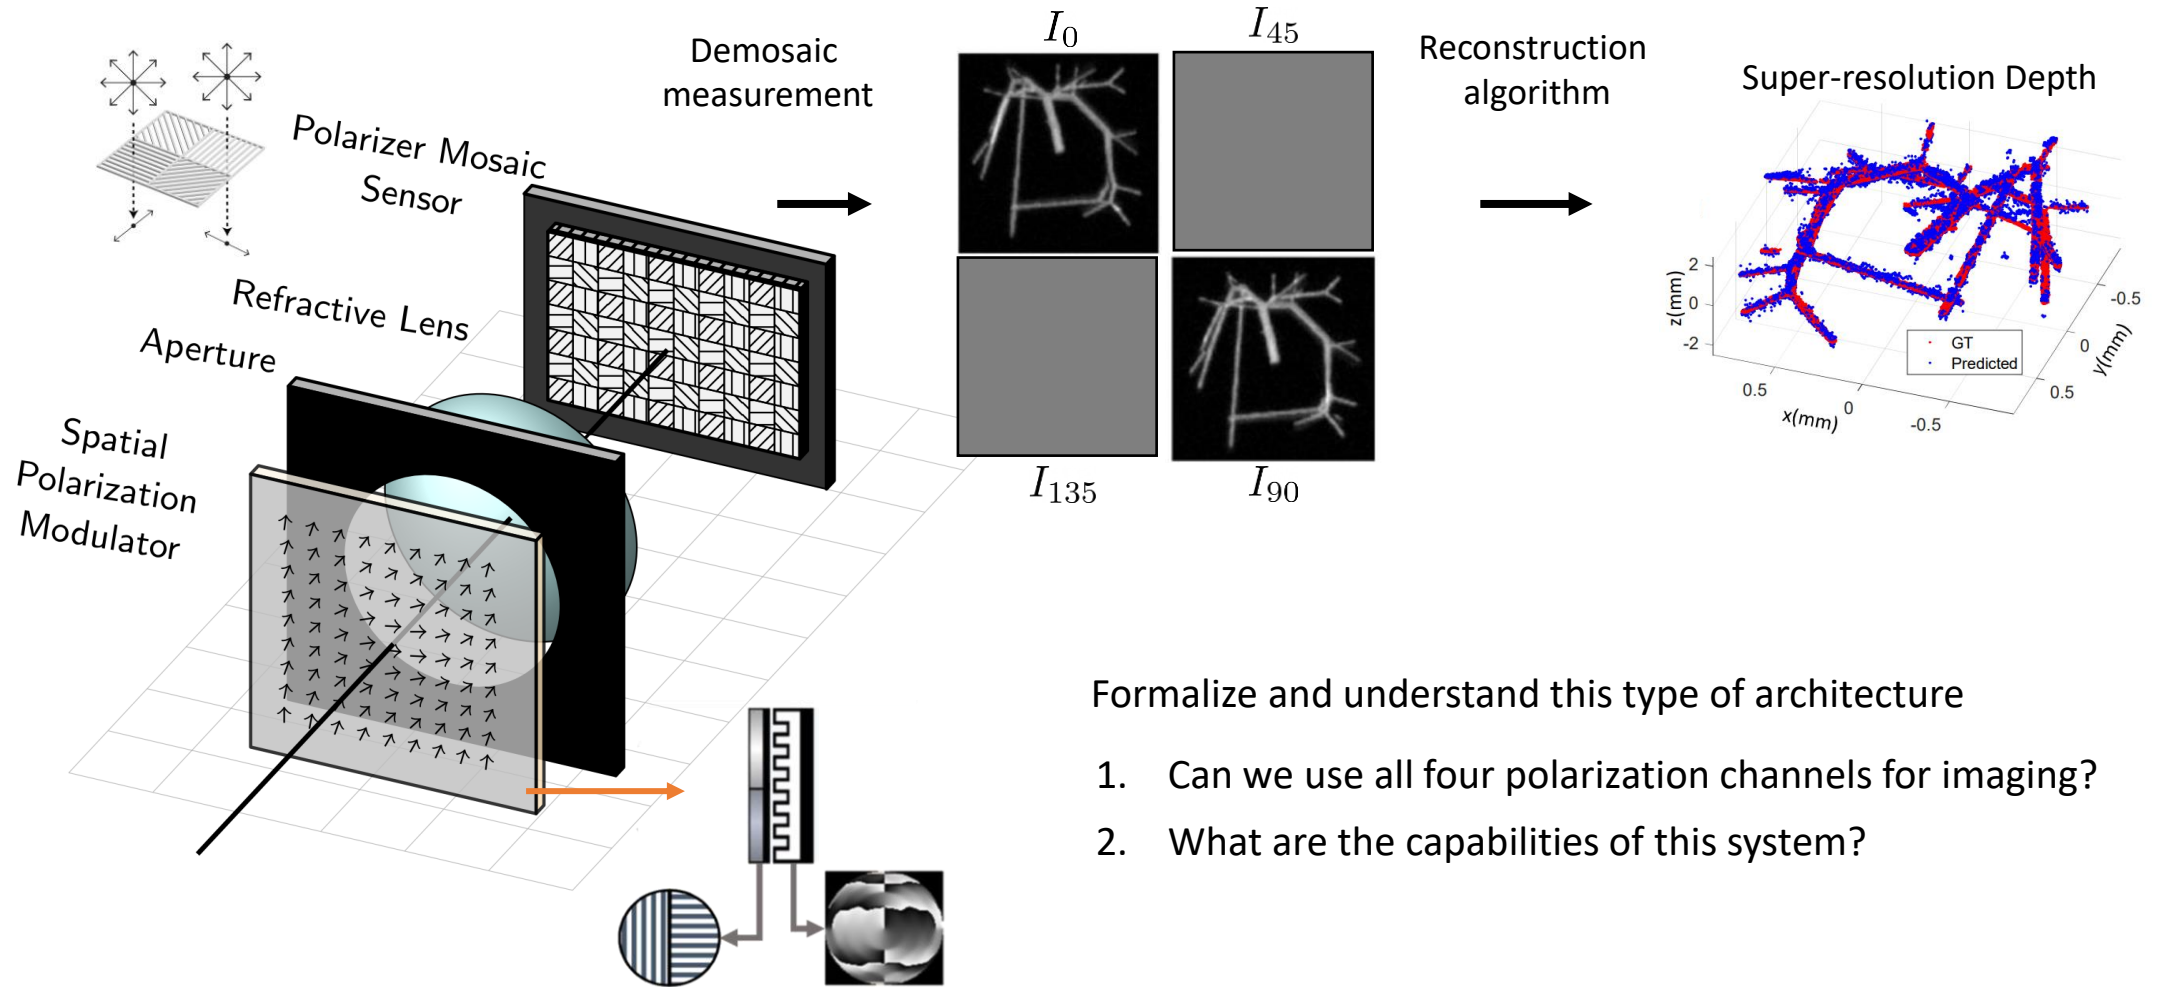 Polarizer Mosaic
Sensor
Refractive Lens
Aperture
Spatial
Polarization
Modulator
Demosaic
measurement
I0
I45
I135
I90
Reconstruction
algorithm
Super-resolution Depth
z(mm)
2
0
-2
0.5
0
-0.5
x(mm)
-0.5
0
0.5
y(mm)
GT
Predicted
Formalize and understand this type of architecture
1. Can we use all four polarization channels for imaging?
2. What are the capabilities of this system?